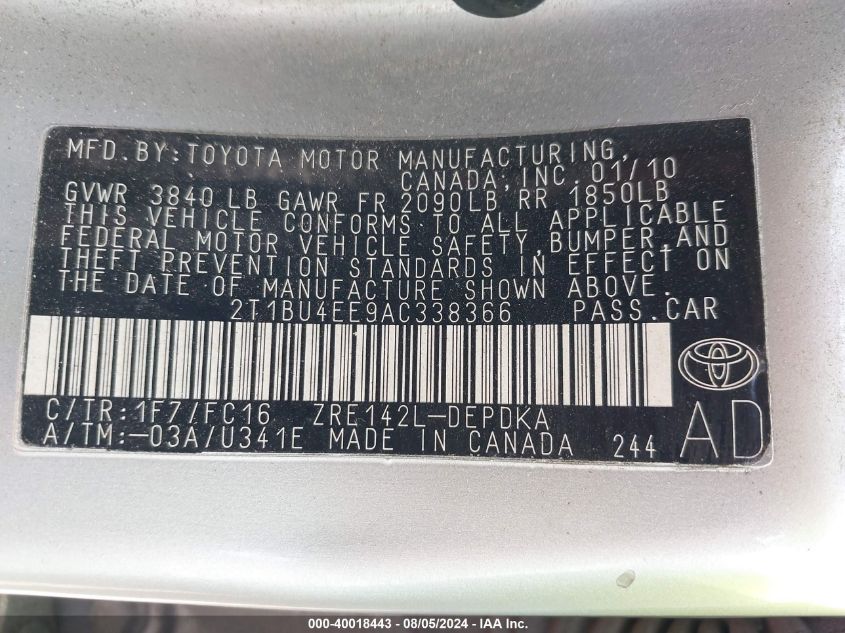 MFD.BY:TOYOTA MOTOR MANUFACTURING,
CANADA,INC.01/10
GVWR 3840 LB GAWR FR 2090LB RR 1850LB
THIS VEHICLE CONFORMS TO ALL APPLICABLE
FEDERAL MOTOR VEHICLE SAFETY,BUMPER,AND
THEFT PREVENTION STANDARDS IN EFFECT ON
THE DATE OF MANUFACTURE SHOWN ABOVE.
2T1BU4EE9AC338366 PASS.CAR
C/TR:1F7/FC16 ZRE142L-DEPDKA
A/TM:-03A/U341E MADE IN CANADA 244 AD
000-40018443 - 08/05/2024 - IAA Inc.